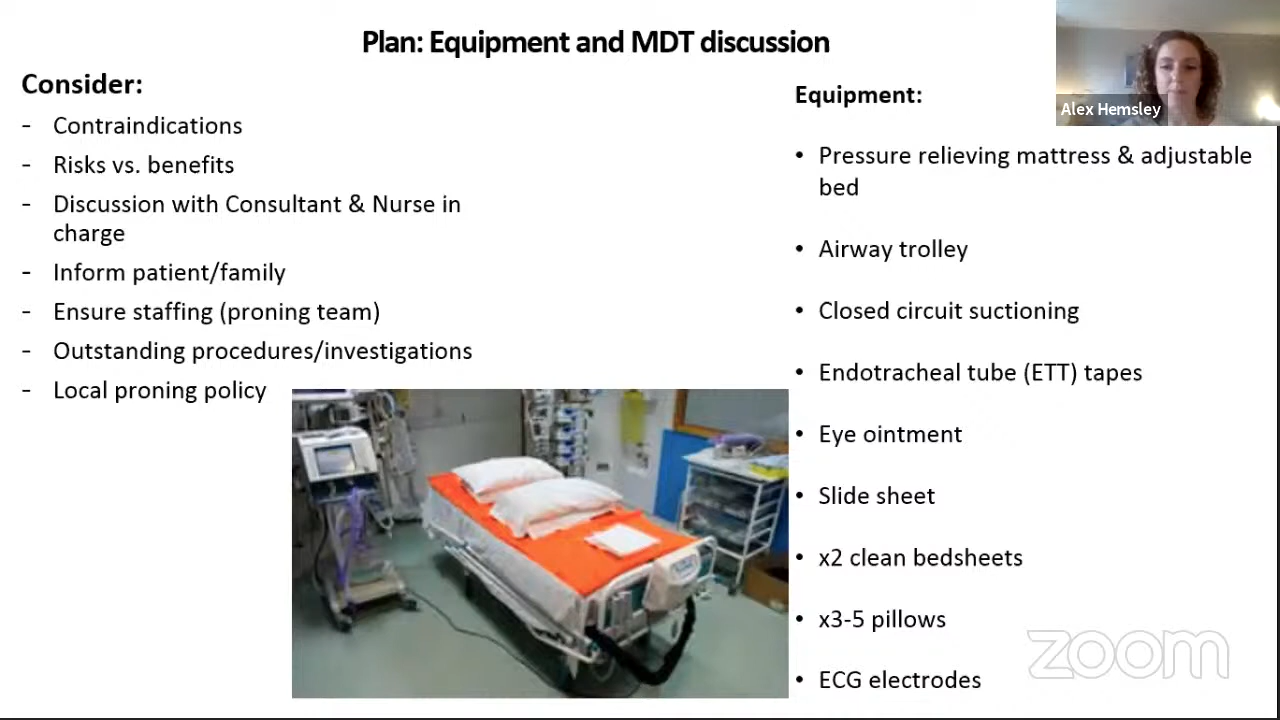 Plan: Equipment and MDT discussion
Consider:
- Contraindications
- Risks vs. benefits
- Discussion with Consultant & Nurse in
charge
- Inform patient/family
- Ensure staffing (proning team)
- Outstanding procedures/investigations
- Local proning policy
Equipment:
Alex Hemsley
• Pressure relieving mattress & adjustable
bed
• Airway trolley
• Closed circuit suctioning
• Endotracheal tube (ETT) tapes
• Eye ointment
• Slide sheet
• x2 clean bedsheets
• x3-5 pillows
• ECG electrodes
zoom